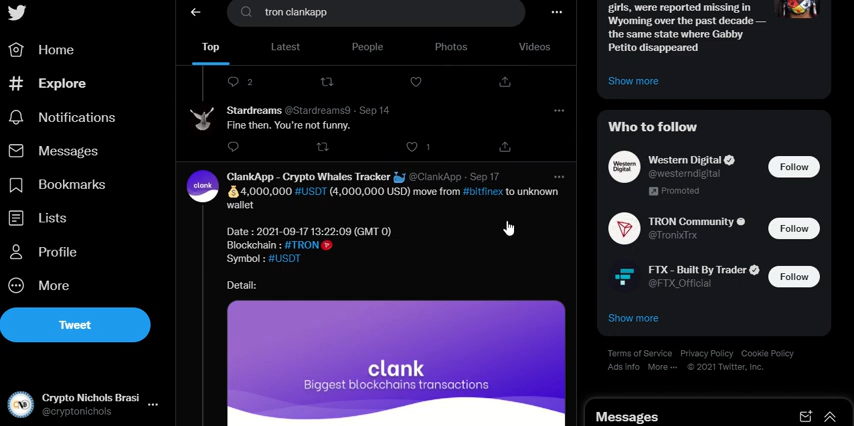 Home
Explore
Notifications
Messages
Bookmarks
Lists
Profile
More
Tweet
Crypto Nichols Brasi
@cryptonichols
tron clankapp
Top
Latest
People
Photos
Videos
2
Stardreams @Stardreams9 · Sep 14
Fine then. You're not funny.
1
ClankApp - Crypto Whales Tracker 🐳 @ClankApp · Sep 17
💰4,000,000 #USDT (4,000,000 USD) move from #bitfinex to unknown
wallet
Date : 2021-09-17 13:22:09 (GMT 0)
Blockchain : #TRON
Symbol : #USDT
Detail:
clank
clank
Biggest blockchains transactions
girls, were reported missing in
Wyoming over the past decade —
the same state where Gabby
Petito disappeared
Show more
Who to follow
Western Digital
Western Digital
@westerndigital
Promoted
Follow
TRON Community
@TronixTrx
Follow
FTX - Built By Trader
@FTX_Official
Follow
Show more
Terms of Service Privacy Policy Cookie Policy
Ads info More ··· © 2021 Twitter, Inc.
Messages